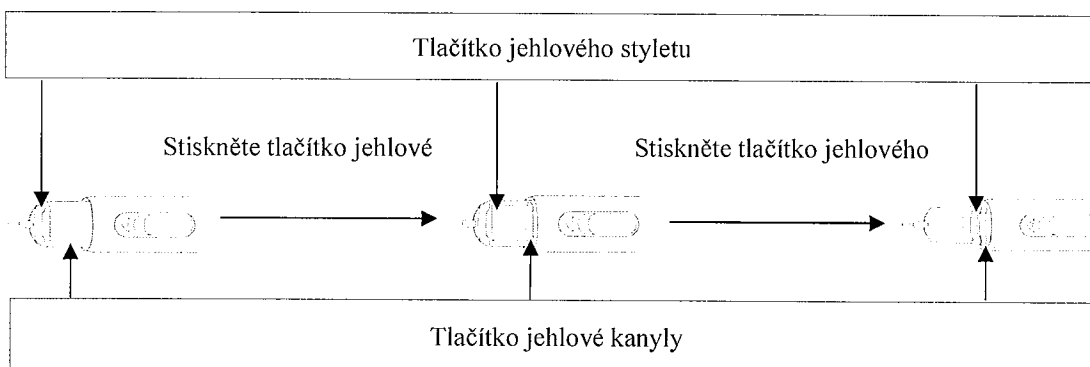 Tlačítko jehlového styletu
Stiskněte tlačítko jehlové
Stiskněte tlačítko jehlového
Tlačítko jehlové kanyly